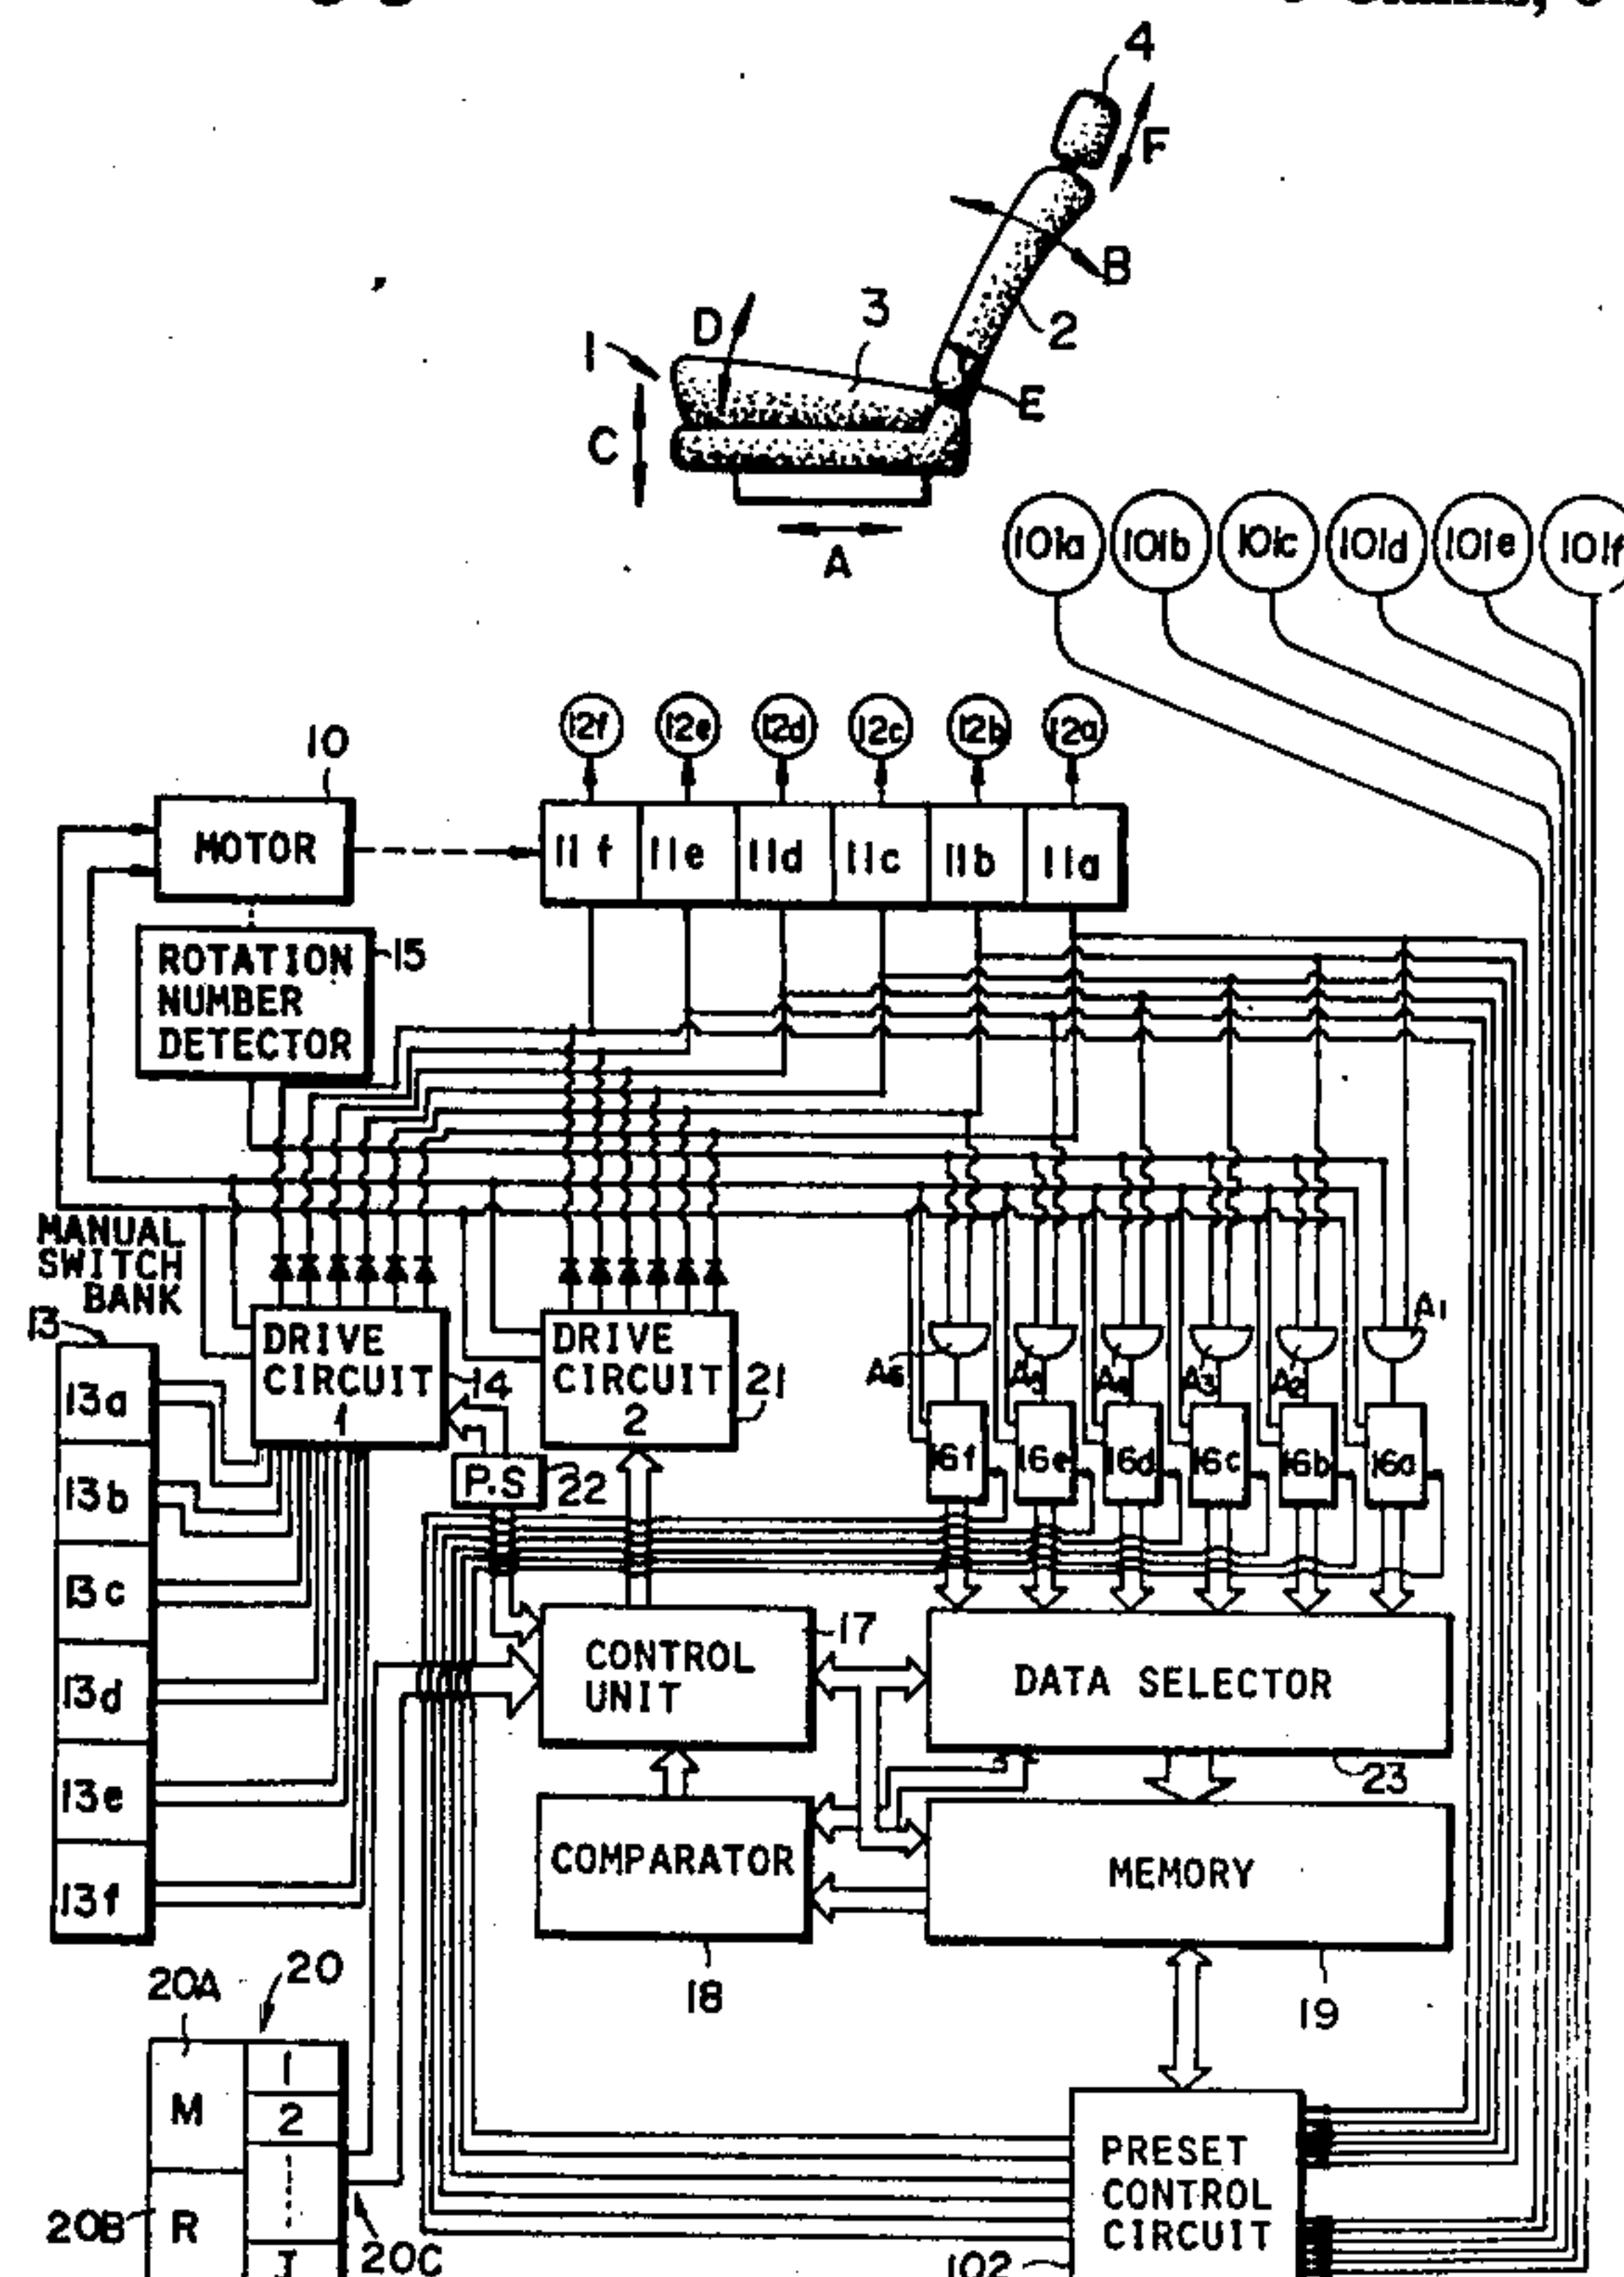 4
F
B
D
3
2
1
E
C
A
101a 101b 101c 101d 101e 101f
12f 12e 12d 12c 12b 12a
10
MOTOR
11f 11e 11d 11c 11b 11a
ROTATION
NUMBER
DETECTOR
15
MANUAL
SWITCH
BANK
13
A1
DRIVE
CIRCUIT
1
14
DRIVE
CIRCUIT
2
21
A6 A5 A4 A3 A2
13a
P.S
22
16f 16e 16d 16c 16b 16a
13b
13c
CONTROL
UNIT
17
DATA SELECTOR
13d
23
13e
COMPARATOR
MEMORY
13f
18
19
20A
20
1
M
2
PRESET
CONTROL
CIRCUIT
20B
R
20C
102